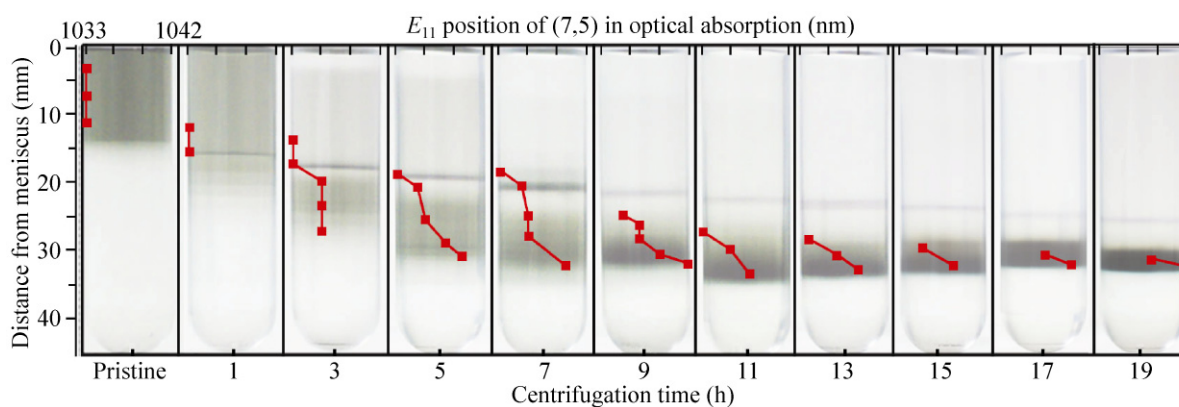 E₁₁ position of (7,5) in optical absorption (nm)
1033 1042
Distance from meniscus (mm)
0
10
20
30
40
Pristine 1 3 5 7 9 11 13 15 17 19
Centrifugation time (h)